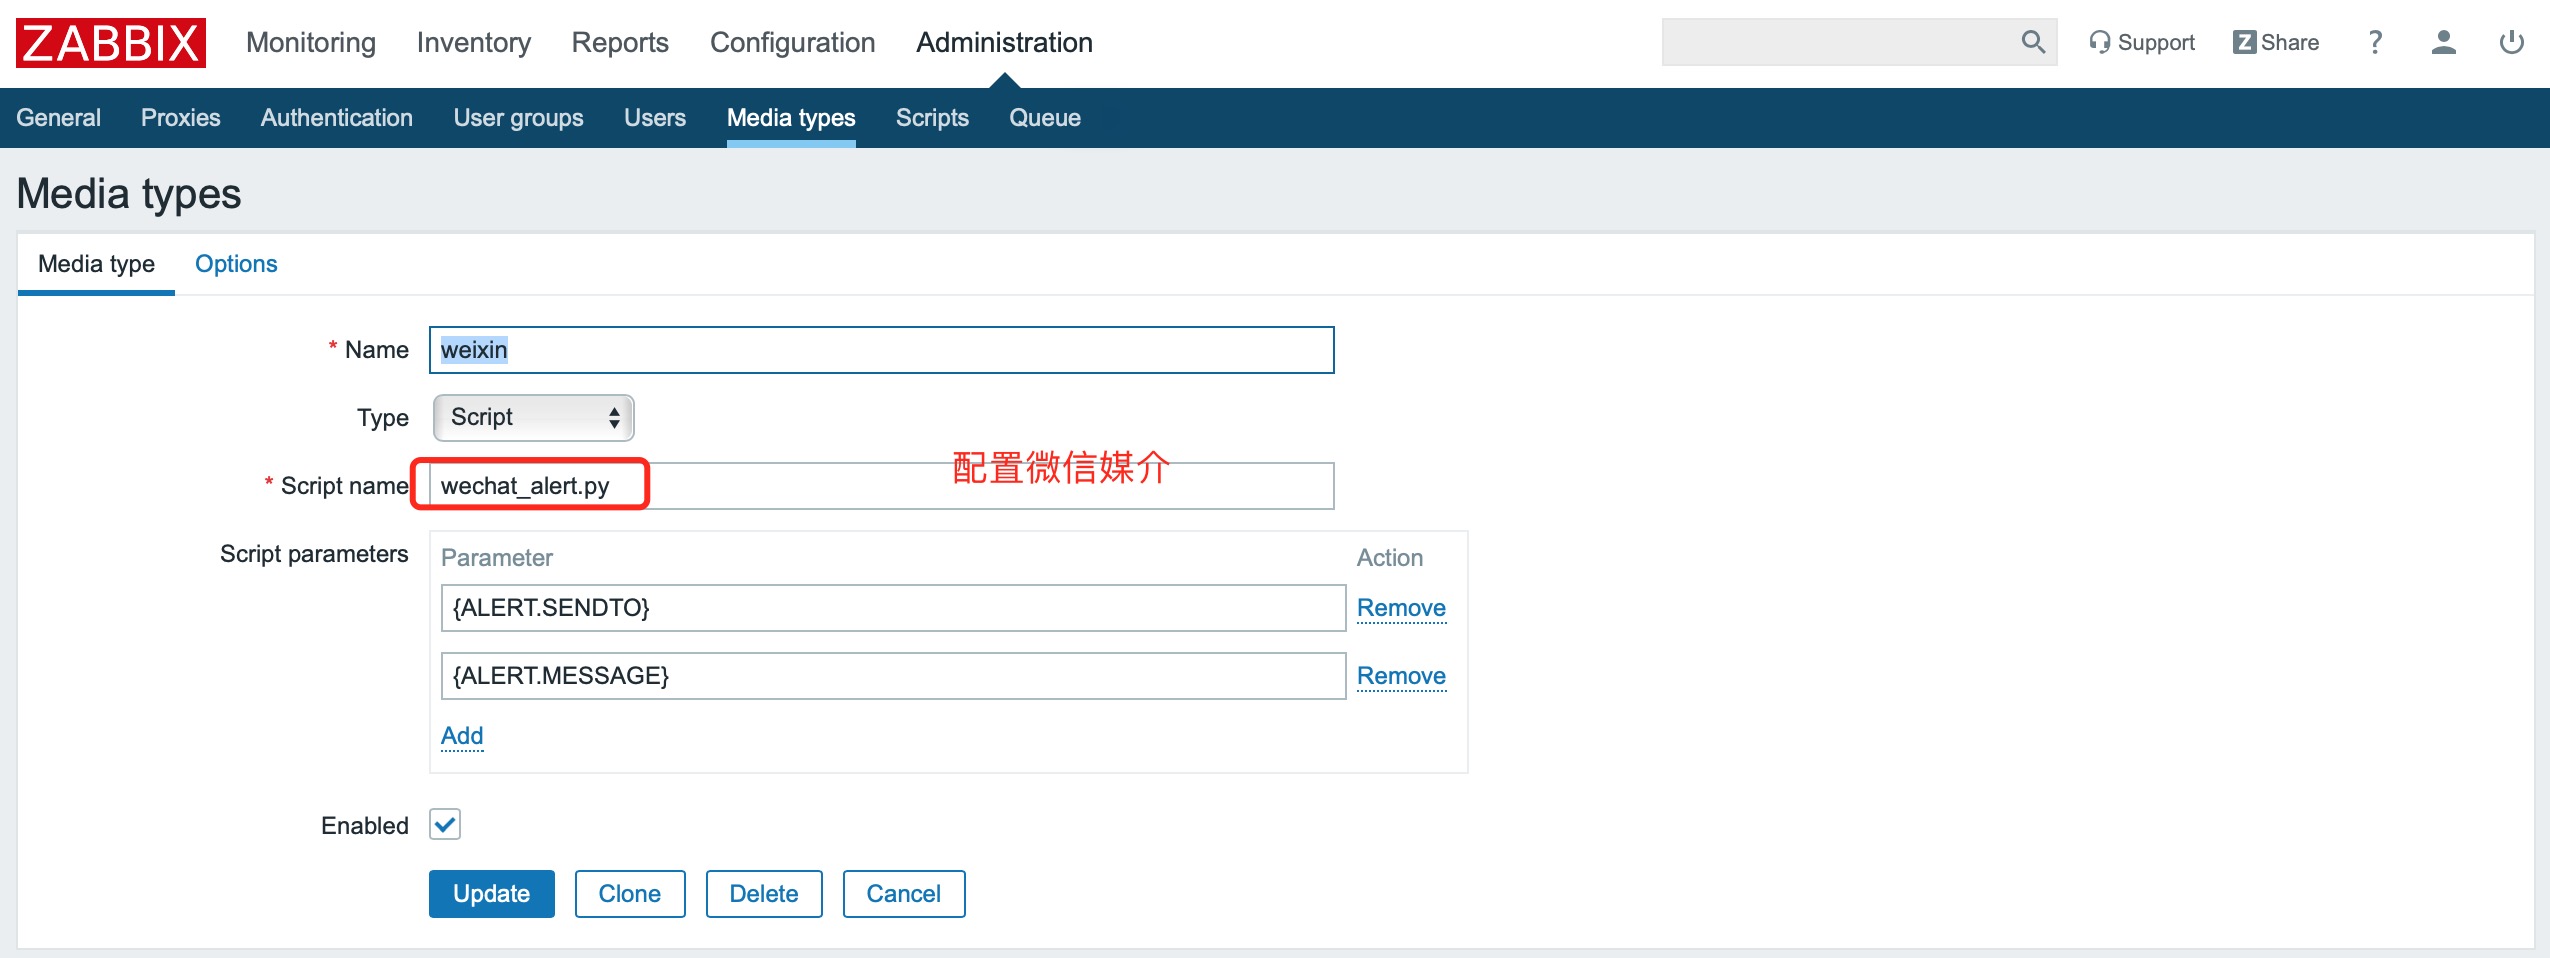 ZABBIX Monitoring Inventory Reports Configuration Administration Support Z Share ?
General Proxies Authentication User groups Users Media types Scripts Queue
Media types
Media type Options
* Name weixin
Type Script
配置微信媒介
* Script name wechat_alert.py
Script parameters Parameter Action
{ALERT.SENDTO} Remove
{ALERT.MESSAGE} Remove
Add
Enabled
Update Clone Delete Cancel